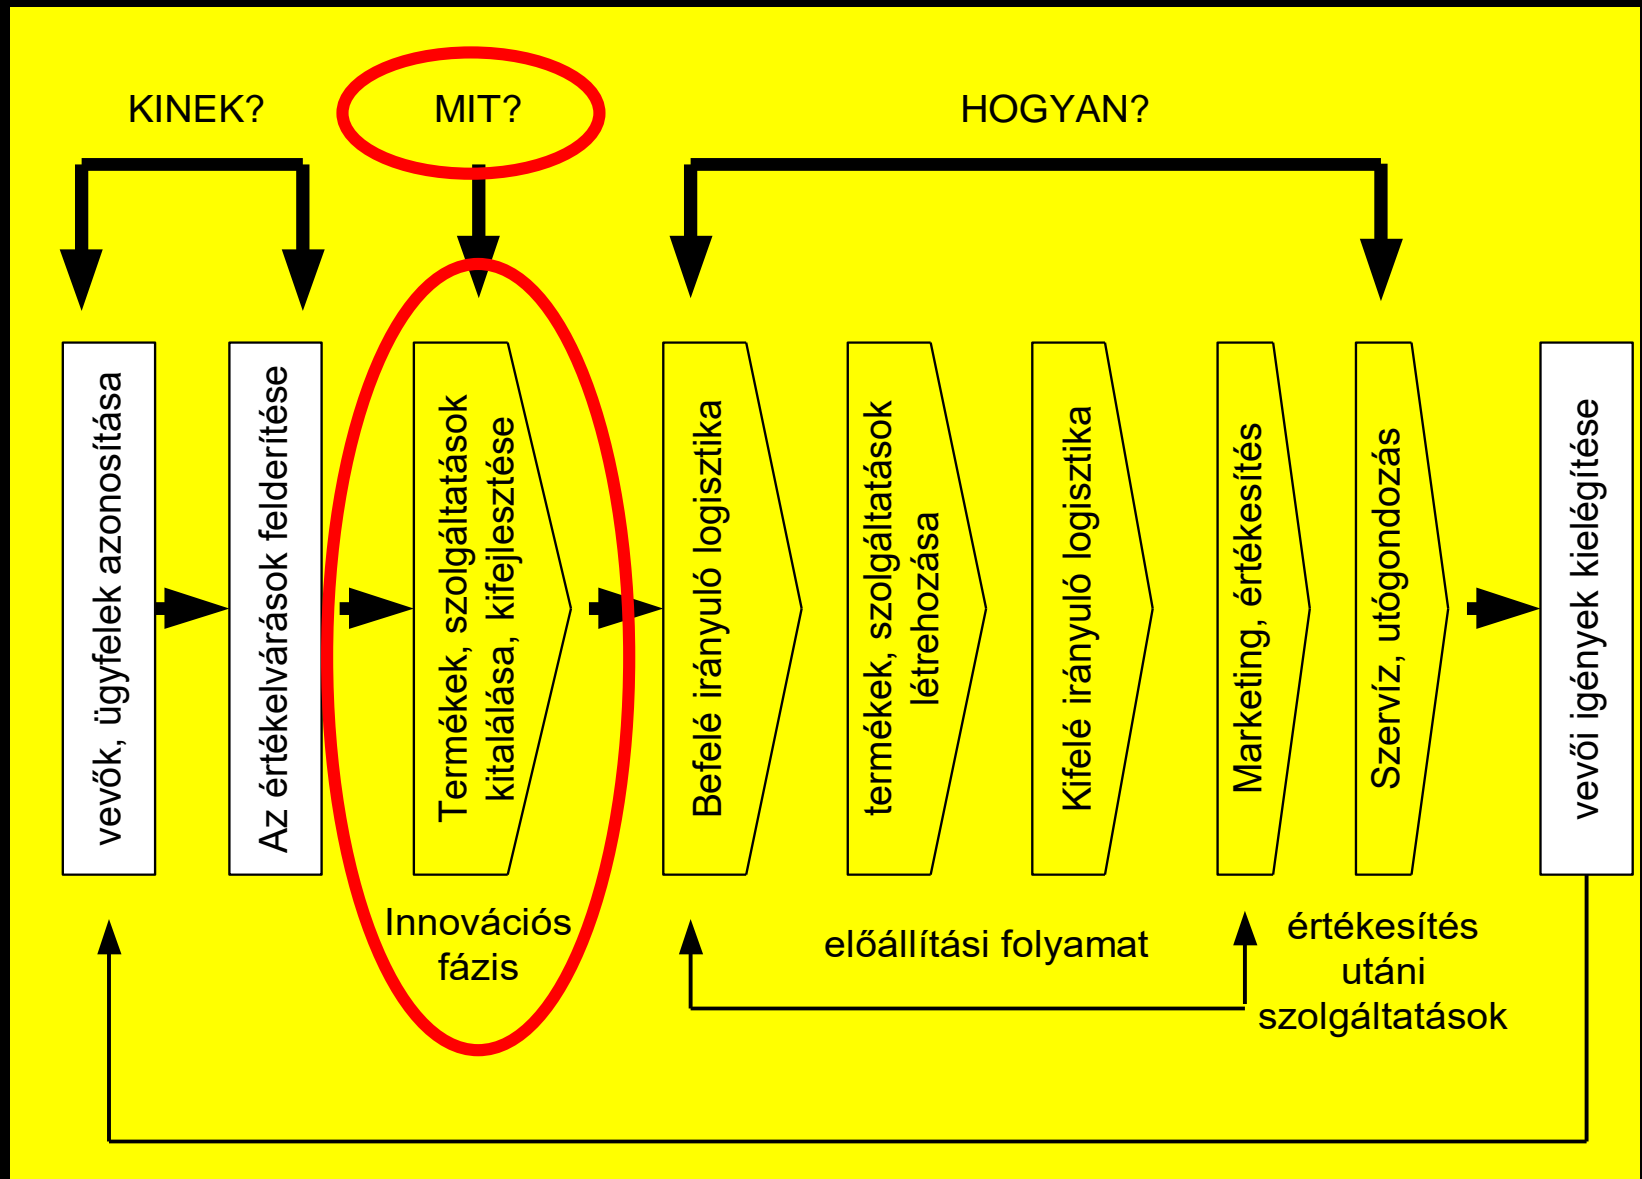 KINEK?
MIT?
HOGYAN?
vevők, ügyfelek azonosítása
Az értékelvárások felderítése
Termékek, szolgáltatások
kitalálása, kifejlesztése
Befelé irányuló logisztika
termékek, szolgáltatások
létrehozása
Kifelé irányuló logisztika
Marketing, értékesítés
Szervíz, utógondozás
vevői igények kielégítése
Innovációs
fázis
előállítási folyamat
értékesítés
utáni
szolgáltatások